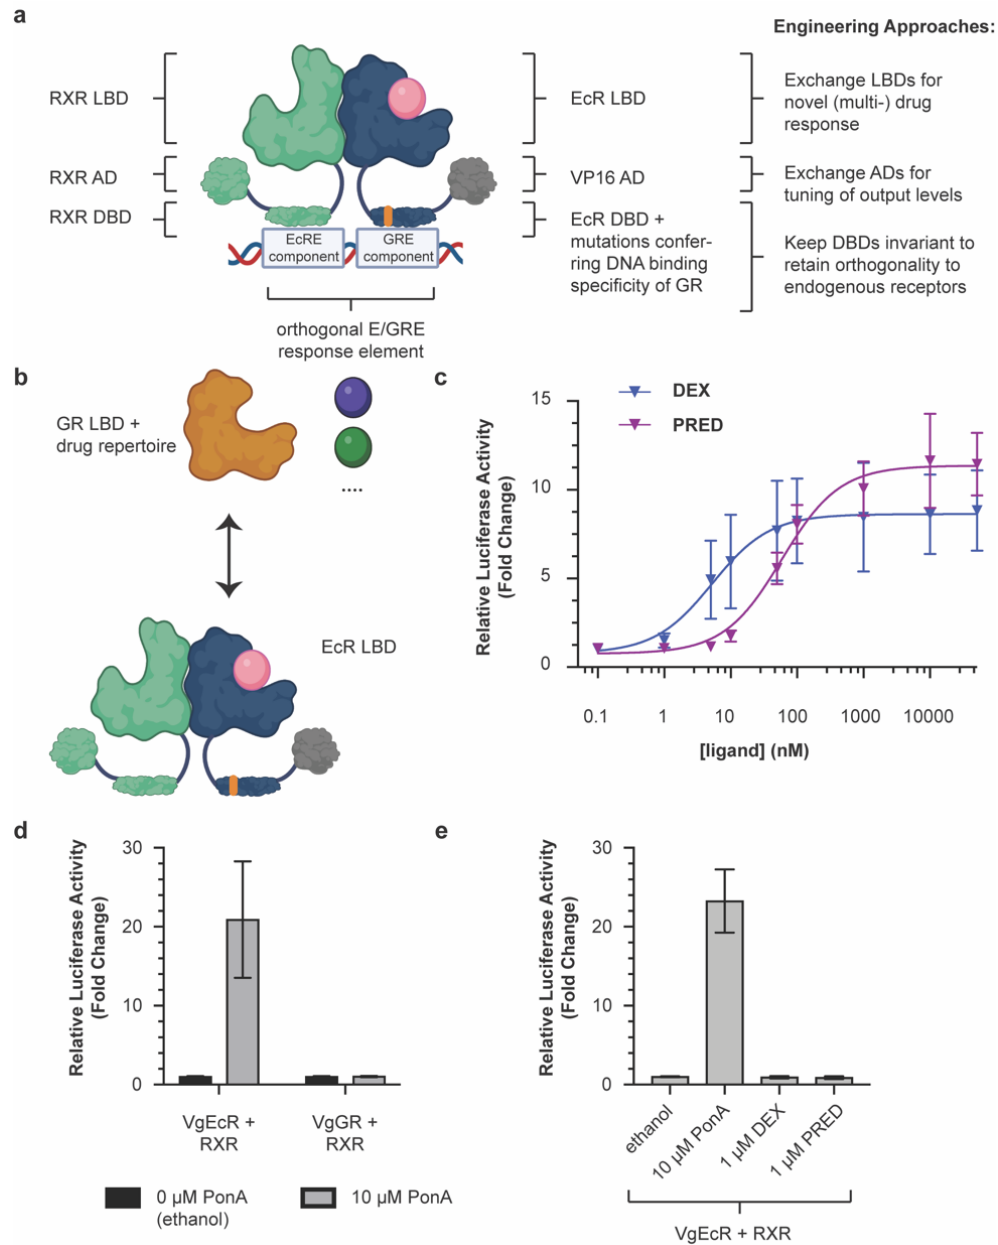 a
Engineering Approaches:
RXR LBD
EcR LBD
Exchange LBDs for
novel (multi-) drug
response
RXR AD
VP16 AD
Exchange ADs for
tuning of output levels
RXR DBD
EcR DBD +
mutations confer-
ring DNA binding
specificity of GR
Keep DBDs invariant to
retain orthogonality to
endogenous receptors
EcRE
component
GRE
component
orthogonal E/GRE
response element
b
GR LBD +
drug repertoire
....
EcR LBD
c
DEX
PRED
Relative Luciferase Activity
(Fold Change)
15
10
5
0
0.1 1 10 100 1000 10000
[ligand] (nM)
d
Relative Luciferase Activity
(Fold Change)
30
20
10
0
VgEcR +
RXR
VgGR +
RXR
0 µM PonA
(ethanol)
10 µM PonA
e
Relative Luciferase Activity
(Fold Change)
30
20
10
0
ethanol
10 µM PonA
1 µM DEX
1 µM PRED
VgEcR + RXR